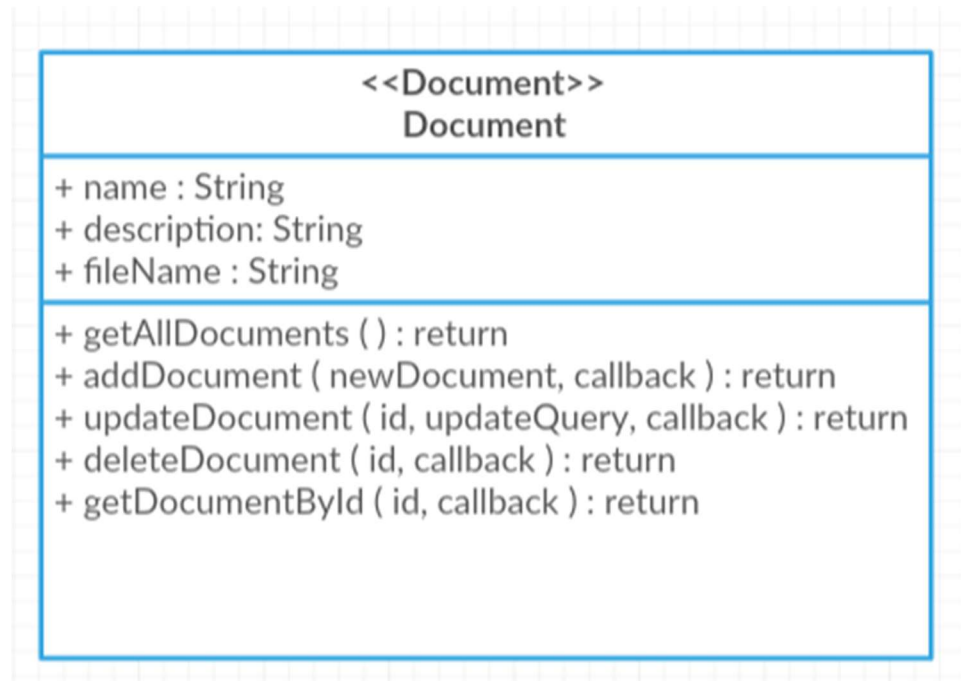 <<Document>>
Document
+ name : String
+ description: String
+ fileName : String
+ getAllDocuments ( ) : return
+ addDocument ( newDocument, callback ) : return
+ updateDocument ( id, updateQuery, callback ) : return
+ deleteDocument ( id, callback ) : return
+ getDocumentById ( id, callback ) : return